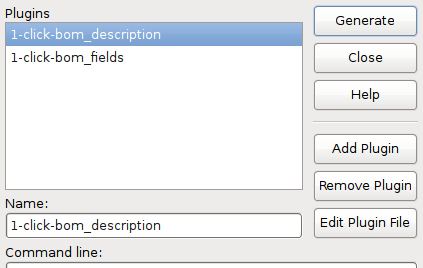 Plugins
1-click-bom_description
1-click-bom_fields
Generate
Close
Help
Add Plugin
Remove Plugin
Edit Plugin File
Name:
1-click-bom_description
Command line: